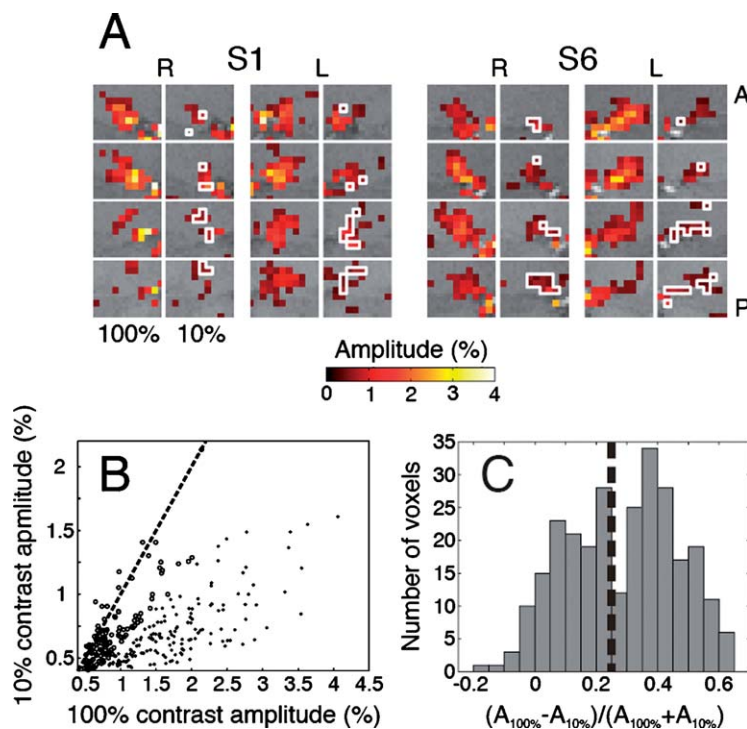 A
S1
S6
R L R L
A
P
100% 10%
Amplitude (%)
0 1 2 3 4
B
10% contrast apmlitude (%)
2
1.5
1
0.5
0.5 1 1.5 2 2.5 3 3.5 4 4.5
100% contrast amplitude (%)
C
Number of voxels
35
30
25
20
15
10
5
0
-0.2 0 0.2 0.4 0.6
(A100%-A10%)/(A100%+A10%)